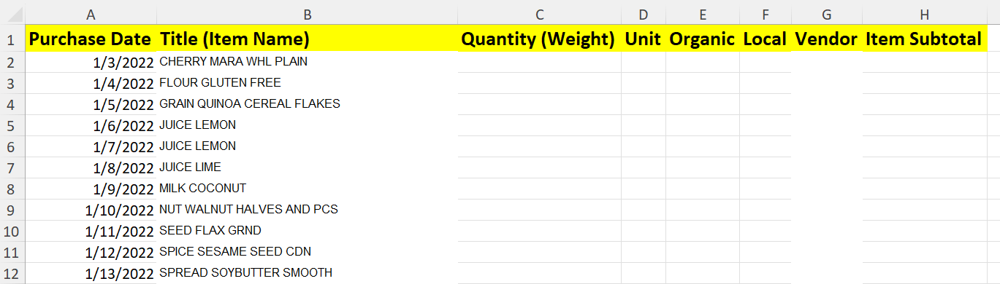 A B C D E F G H
1 Purchase Date Title (Item Name) Quantity (Weight) Unit Organic Local Vendor Item Subtotal
2 1/3/2022 CHERRY MARA WHL PLAIN
3 1/4/2022 FLOUR GLUTEN FREE
4 1/5/2022 GRAIN QUINOA CEREAL FLAKES
5 1/6/2022 JUICE LEMON
6 1/7/2022 JUICE LEMON
7 1/8/2022 JUICE LIME
8 1/9/2022 MILK COCONUT
9 1/10/2022 NUT WALNUT HALVES AND PCS
10 1/11/2022 SEED FLAX GRND
11 1/12/2022 SPICE SESAME SEED CDN
12 1/13/2022 SPREAD SOYBUTTER SMOOTH